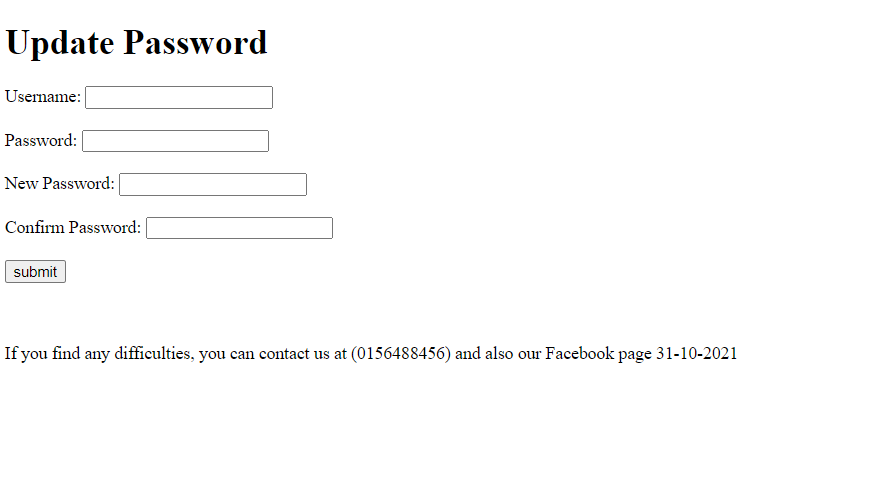 Update Password
Username:
Password:
New Password:
Confirm Password:
submit
If you find any difficulties, you can contact us at (0156488456) and also our Facebook page 31-10-2021